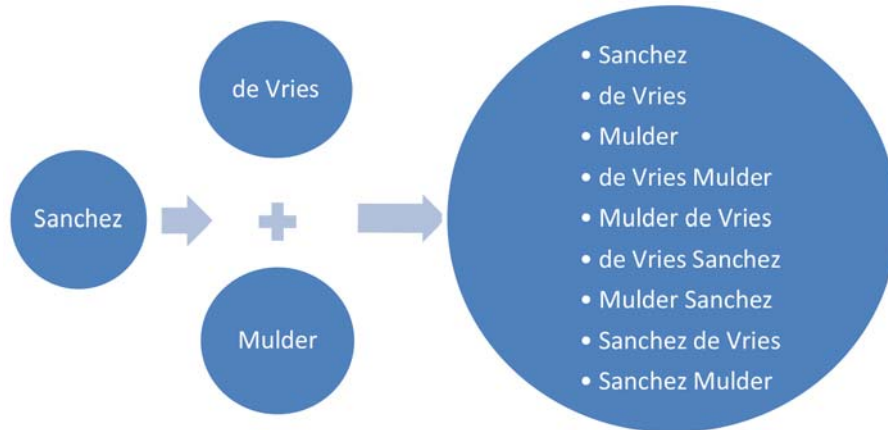 Sanchez
de Vries
Mulder
• Sanchez
• de Vries
• Mulder
• de Vries Mulder
• Mulder de Vries
• de Vries Sanchez
• Mulder Sanchez
• Sanchez de Vries
• Sanchez Mulder